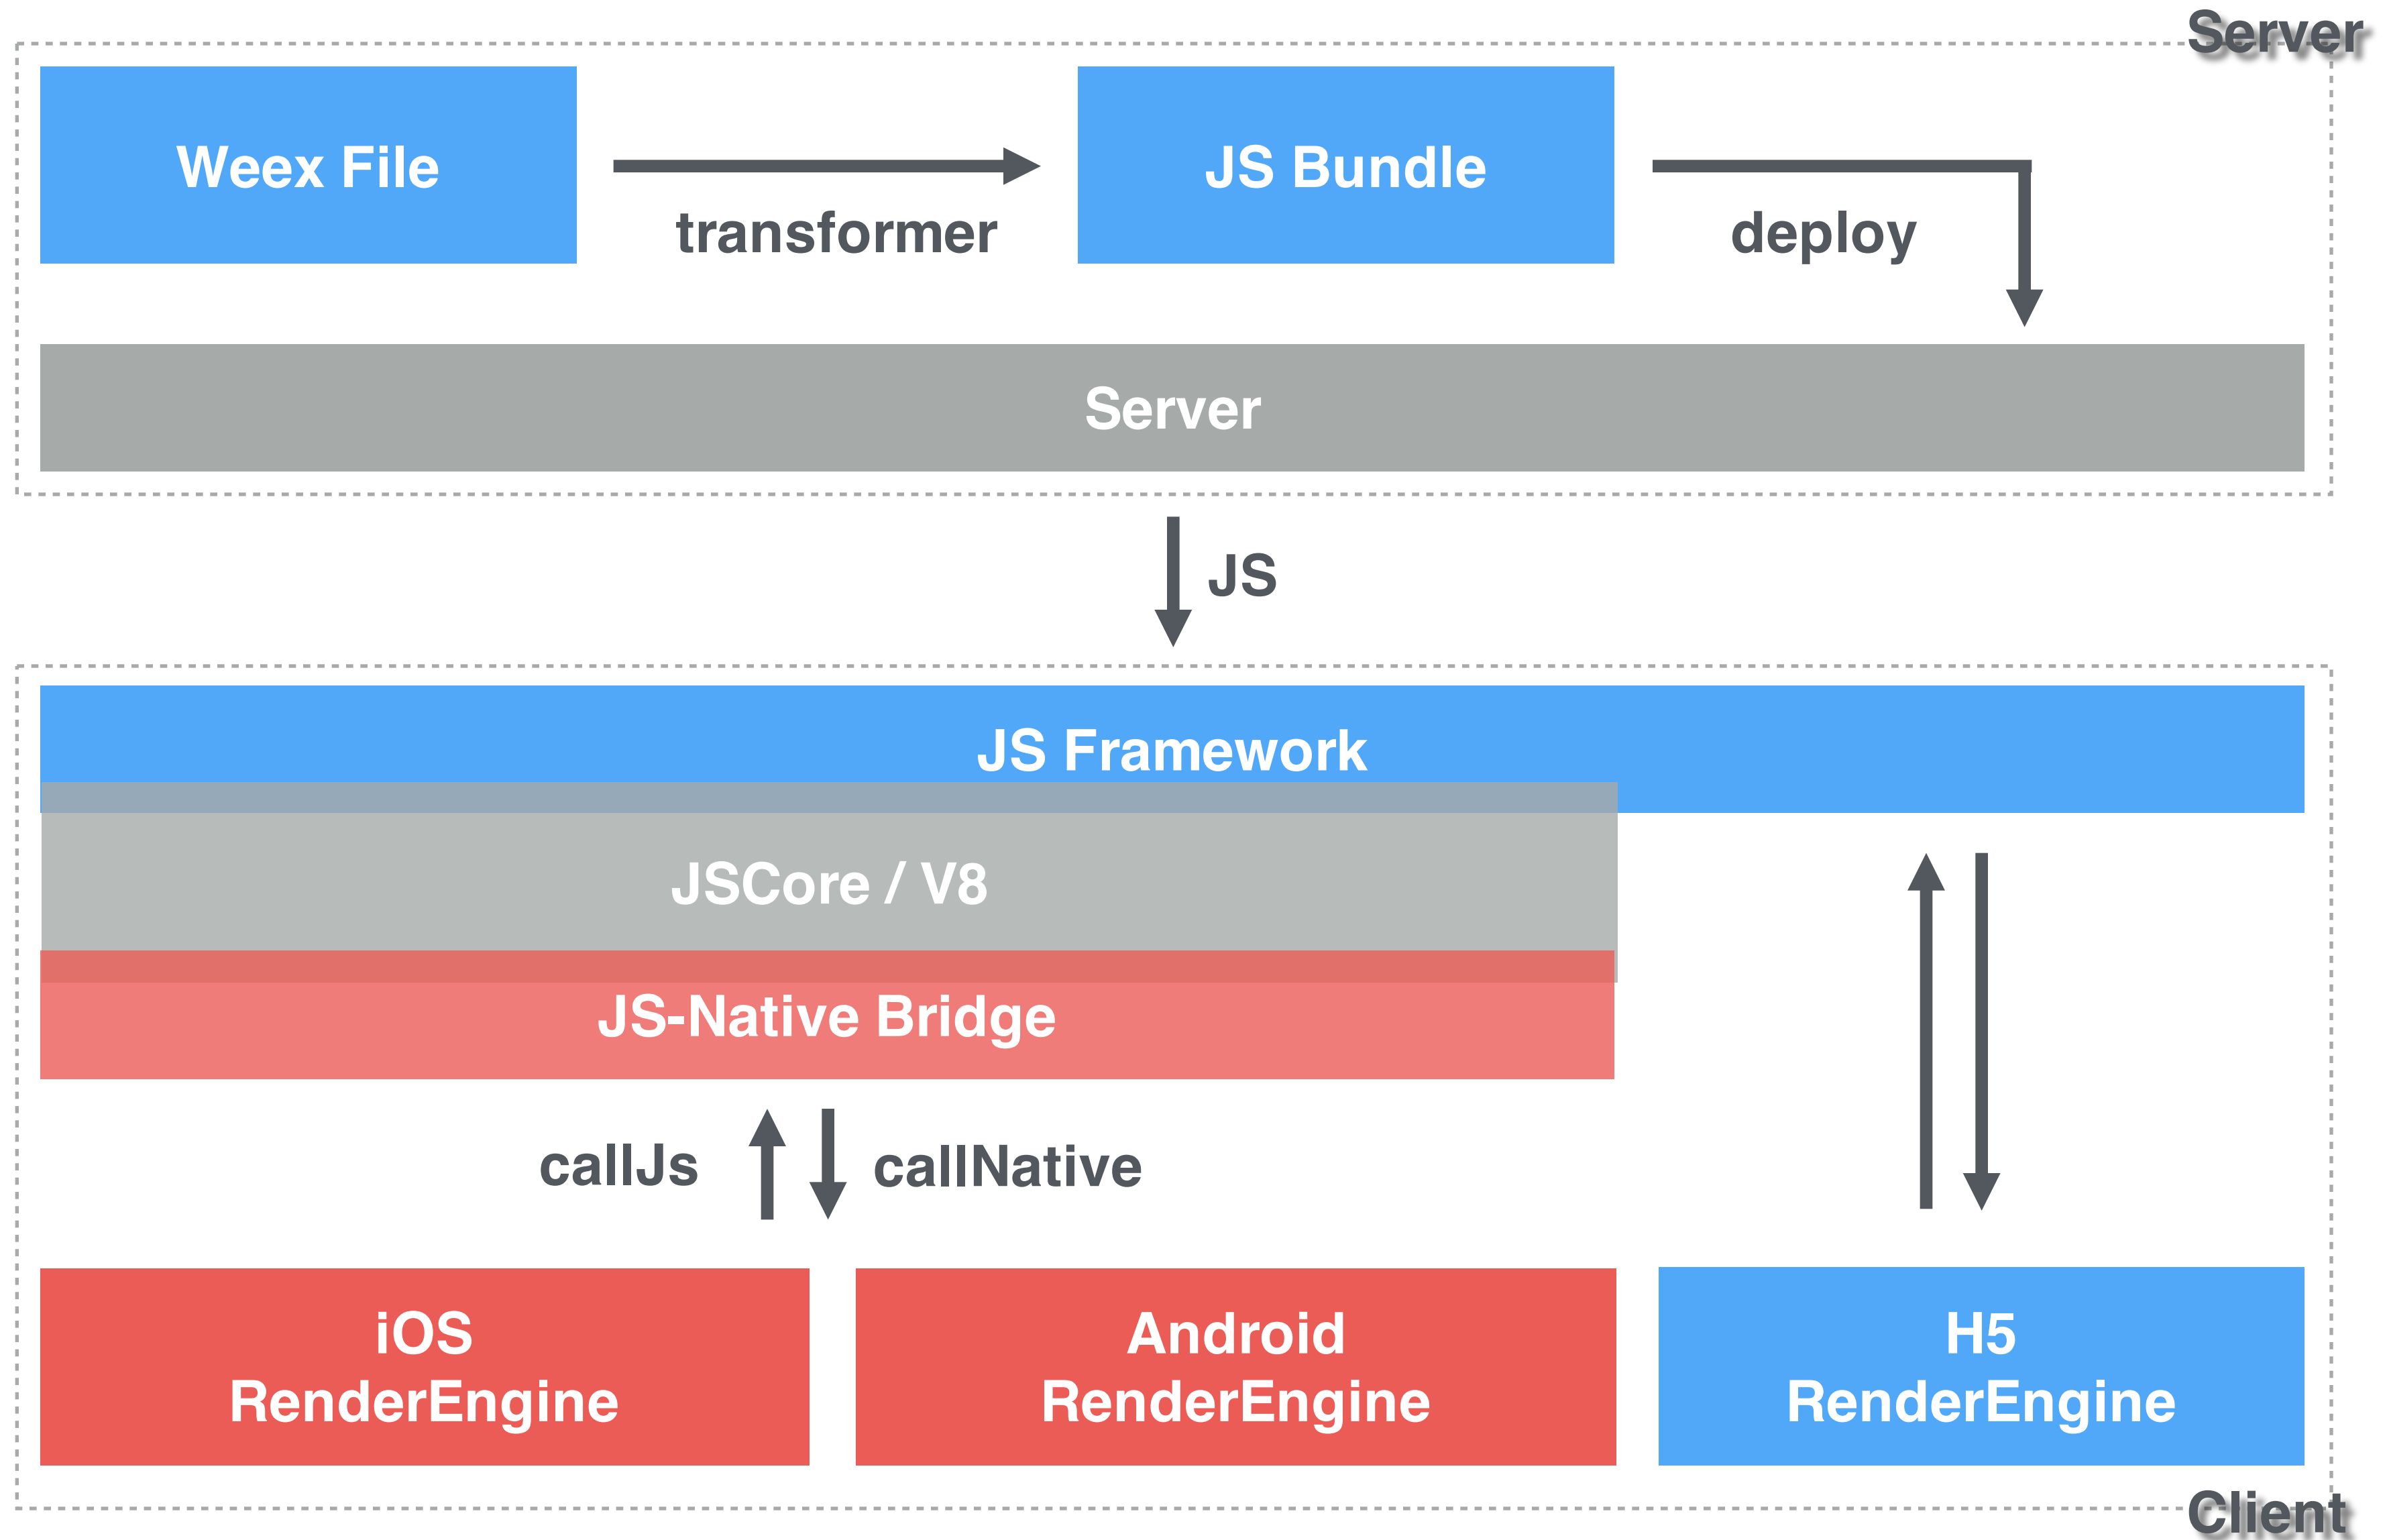 Server
Weex File
JS Bundle
transformer
deploy
Server
JS
JS Framework
JSCore / V8
JS-Native Bridge
callJs
callNative
iOS
RenderEngine
Android
RenderEngine
H5
RenderEngine
Client